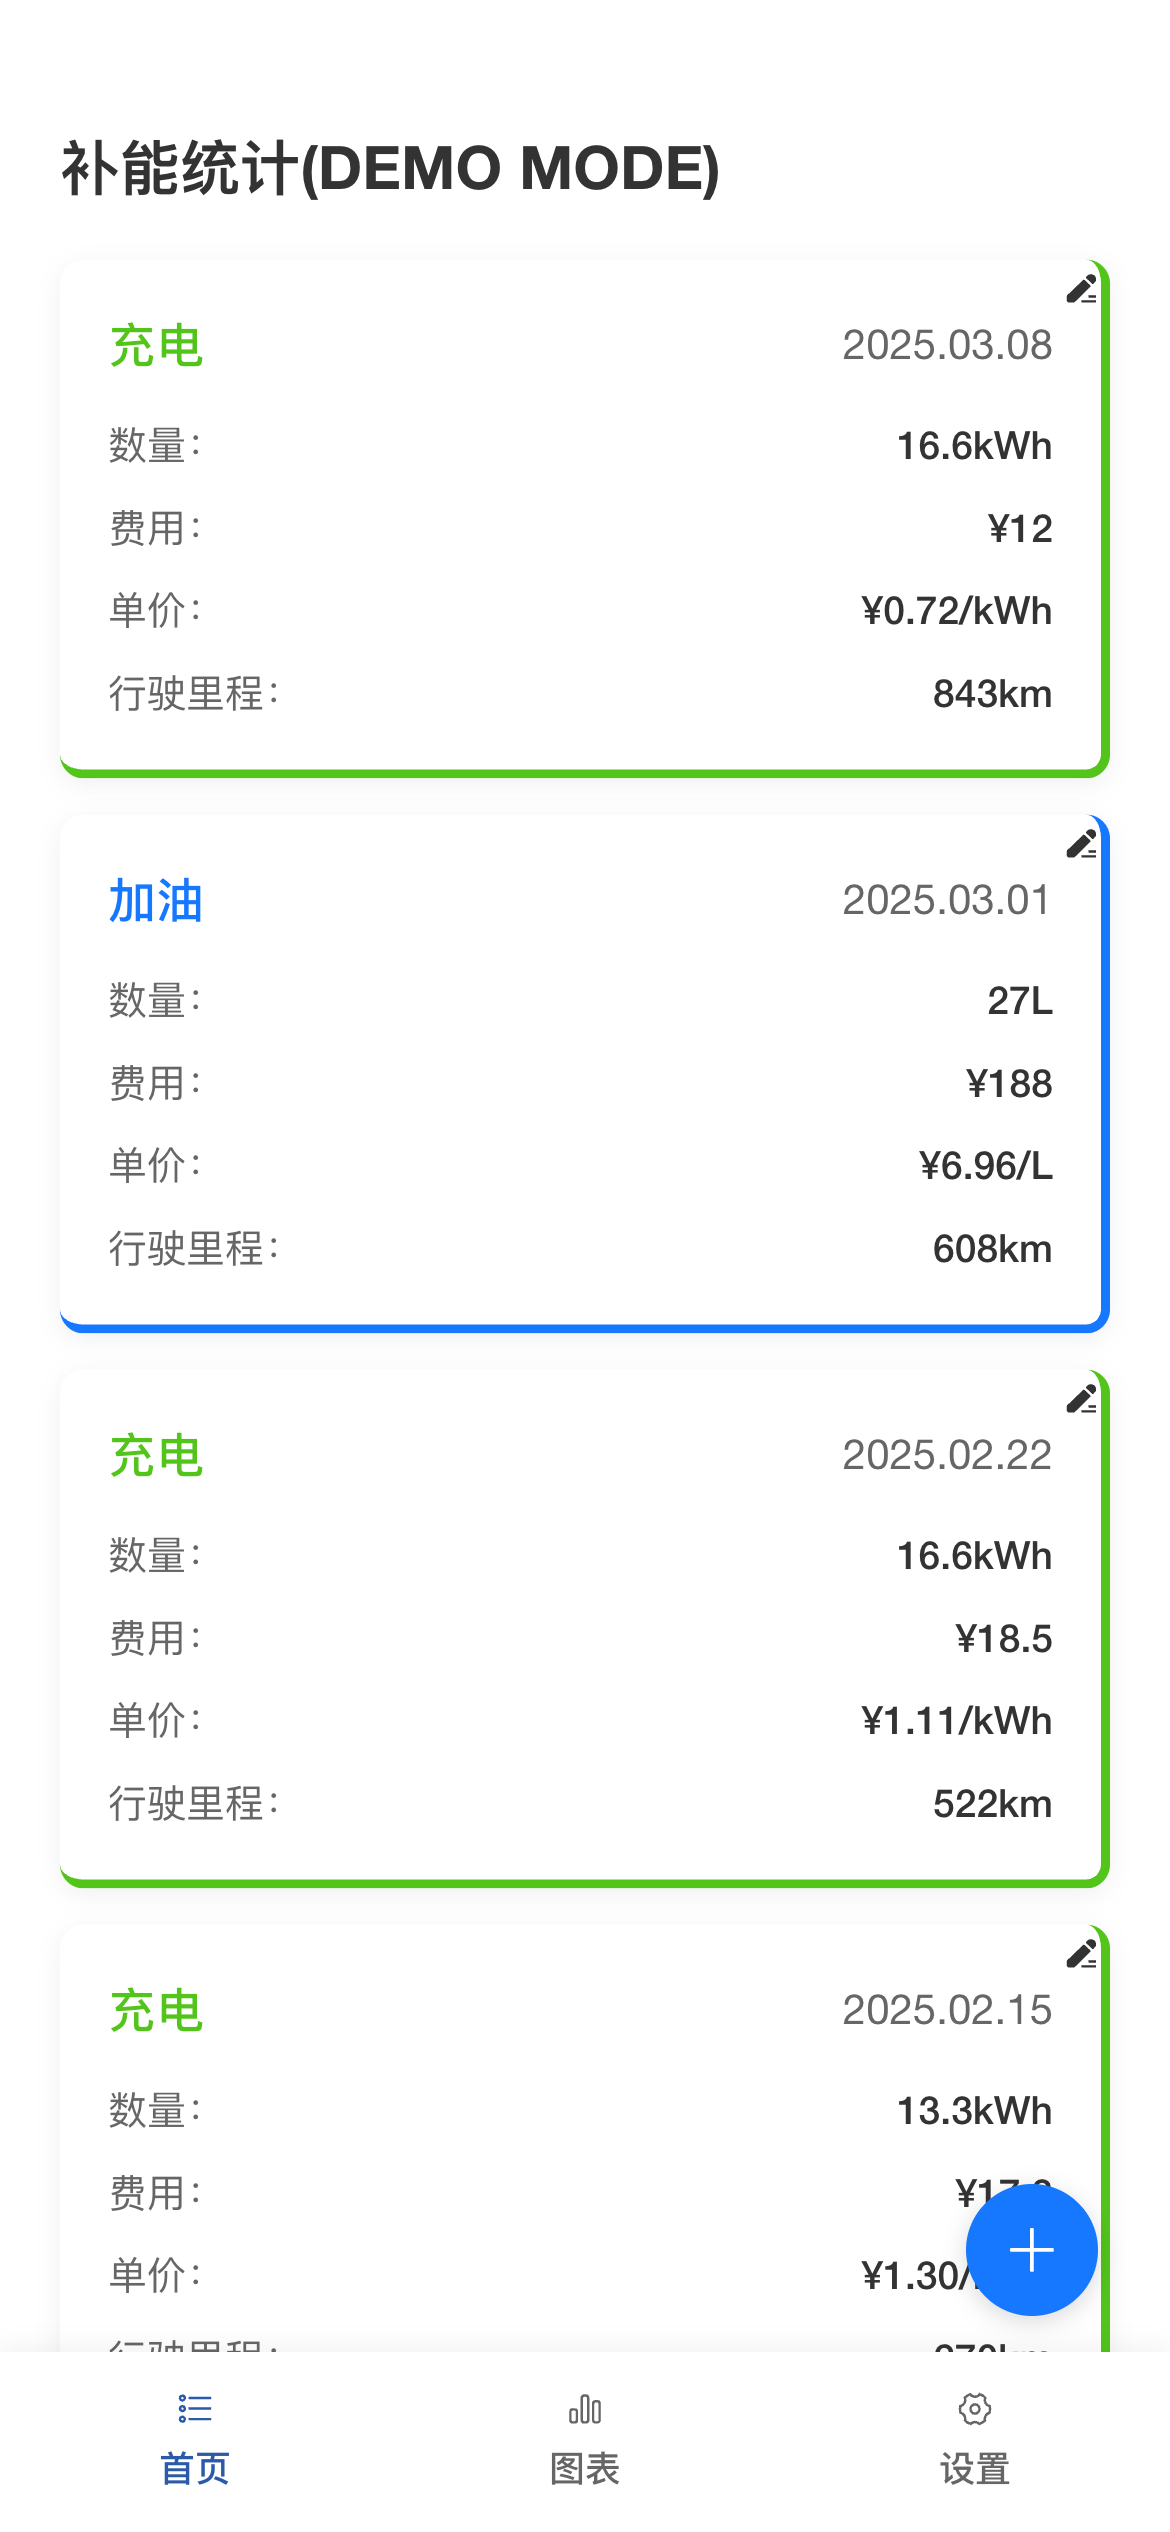 补能统计(DEMO MODE)
充电 2025.03.08
数量: 16.6kWh
费用: ¥12
单价: ¥0.72/kWh
行驶里程: 843km
加油 2025.03.01
数量: 27L
费用: ¥188
单价: ¥6.96/L
行驶里程: 608km
充电 2025.02.22
数量: 16.6kWh
费用: ¥18.5
单价: ¥1.11/kWh
行驶里程: 522km
充电 2025.02.15
数量: 13.3kWh
费用:
单价: ¥1.30/
行驶里程:
首页 图表 设置